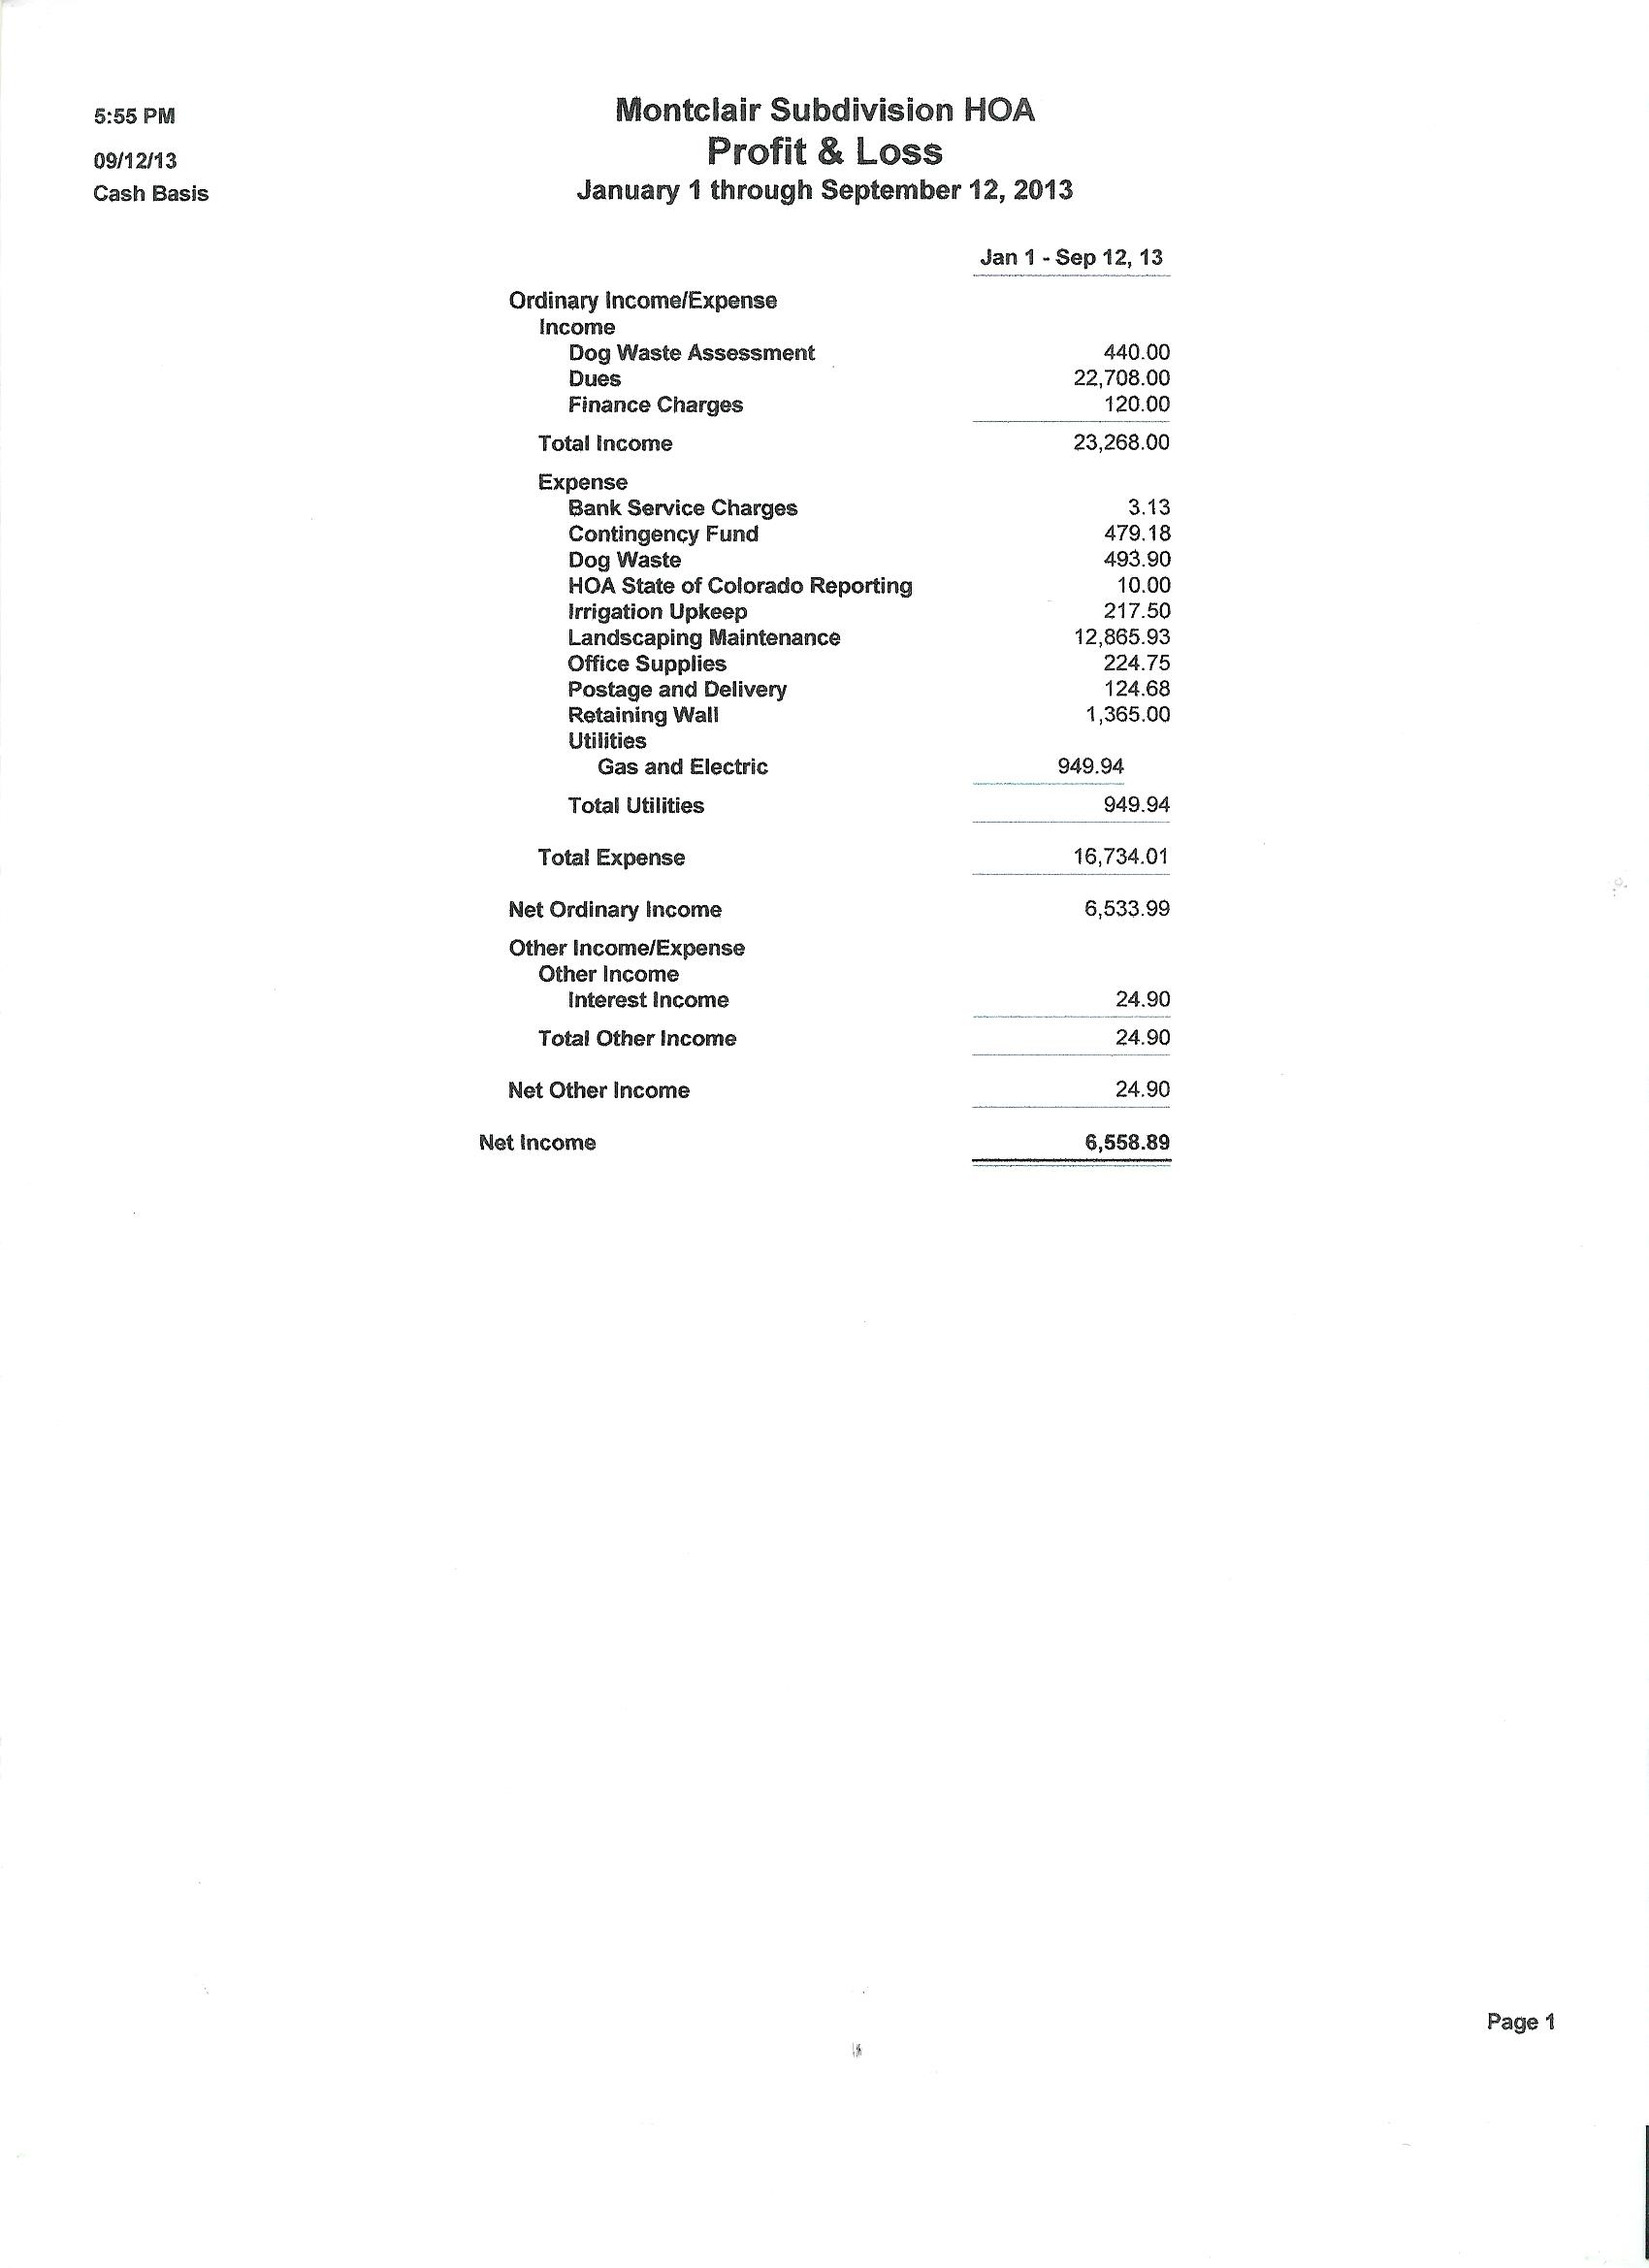 5:55 PM
09/12/13
Cash Basis
Montclair Subdivision HOA
Profit & Loss
January 1 through September 12, 2013
Jan 1 - Sep 12, 13
Ordinary Income/Expense
Income
Dog Waste Assessment 440.00
Dues 22,708.00
Finance Charges 120.00
Total Income 23,268.00
Expense
Bank Service Charges 3.13
Contingency Fund 479.18
Dog Waste 493.90
HOA State of Colorado Reporting 10.00
Irrigation Upkeep 217.50
Landscaping Maintenance 12,865.93
Office Supplies 224.75
Postage and Delivery 124.68
Retaining Wall 1,365.00
Utilities
Gas and Electric 949.94
Total Utilities 949.94
Total Expense 16,734.01
Net Ordinary Income 6,533.99
Other Income/Expense
Other Income
Interest Income 24.90
Total Other Income 24.90
Net Other Income 24.90
Net Income 6,558.89
Page 1